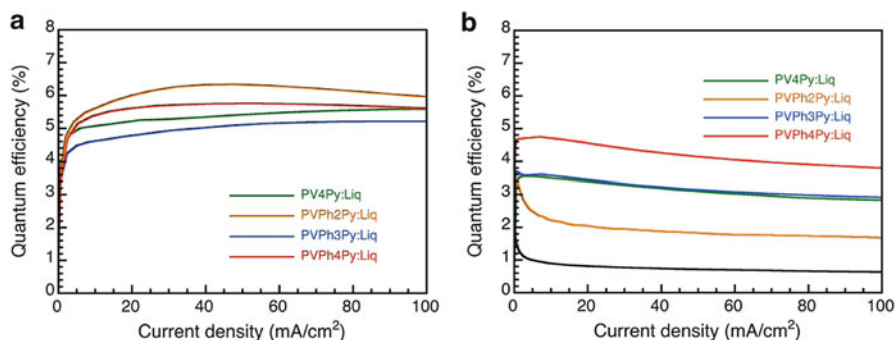 a
8
7
6
5
4
3
2
1
0
Quantum efficiency (%)
PV4Py:Liq
PVPh2Py:Liq
PVPh3Py:Liq
PVPh4Py:Liq
0 20 40 60 80 100
Current density (mA/cm²)
b
8
7
6
5
4
3
2
1
0
Quantum efficiency (%)
PV4Py:Liq
PVPh2Py:Liq
PVPh3Py:Liq
PVPh4Py:Liq
0 20 40 60 80 100
Current density (mA/cm²)